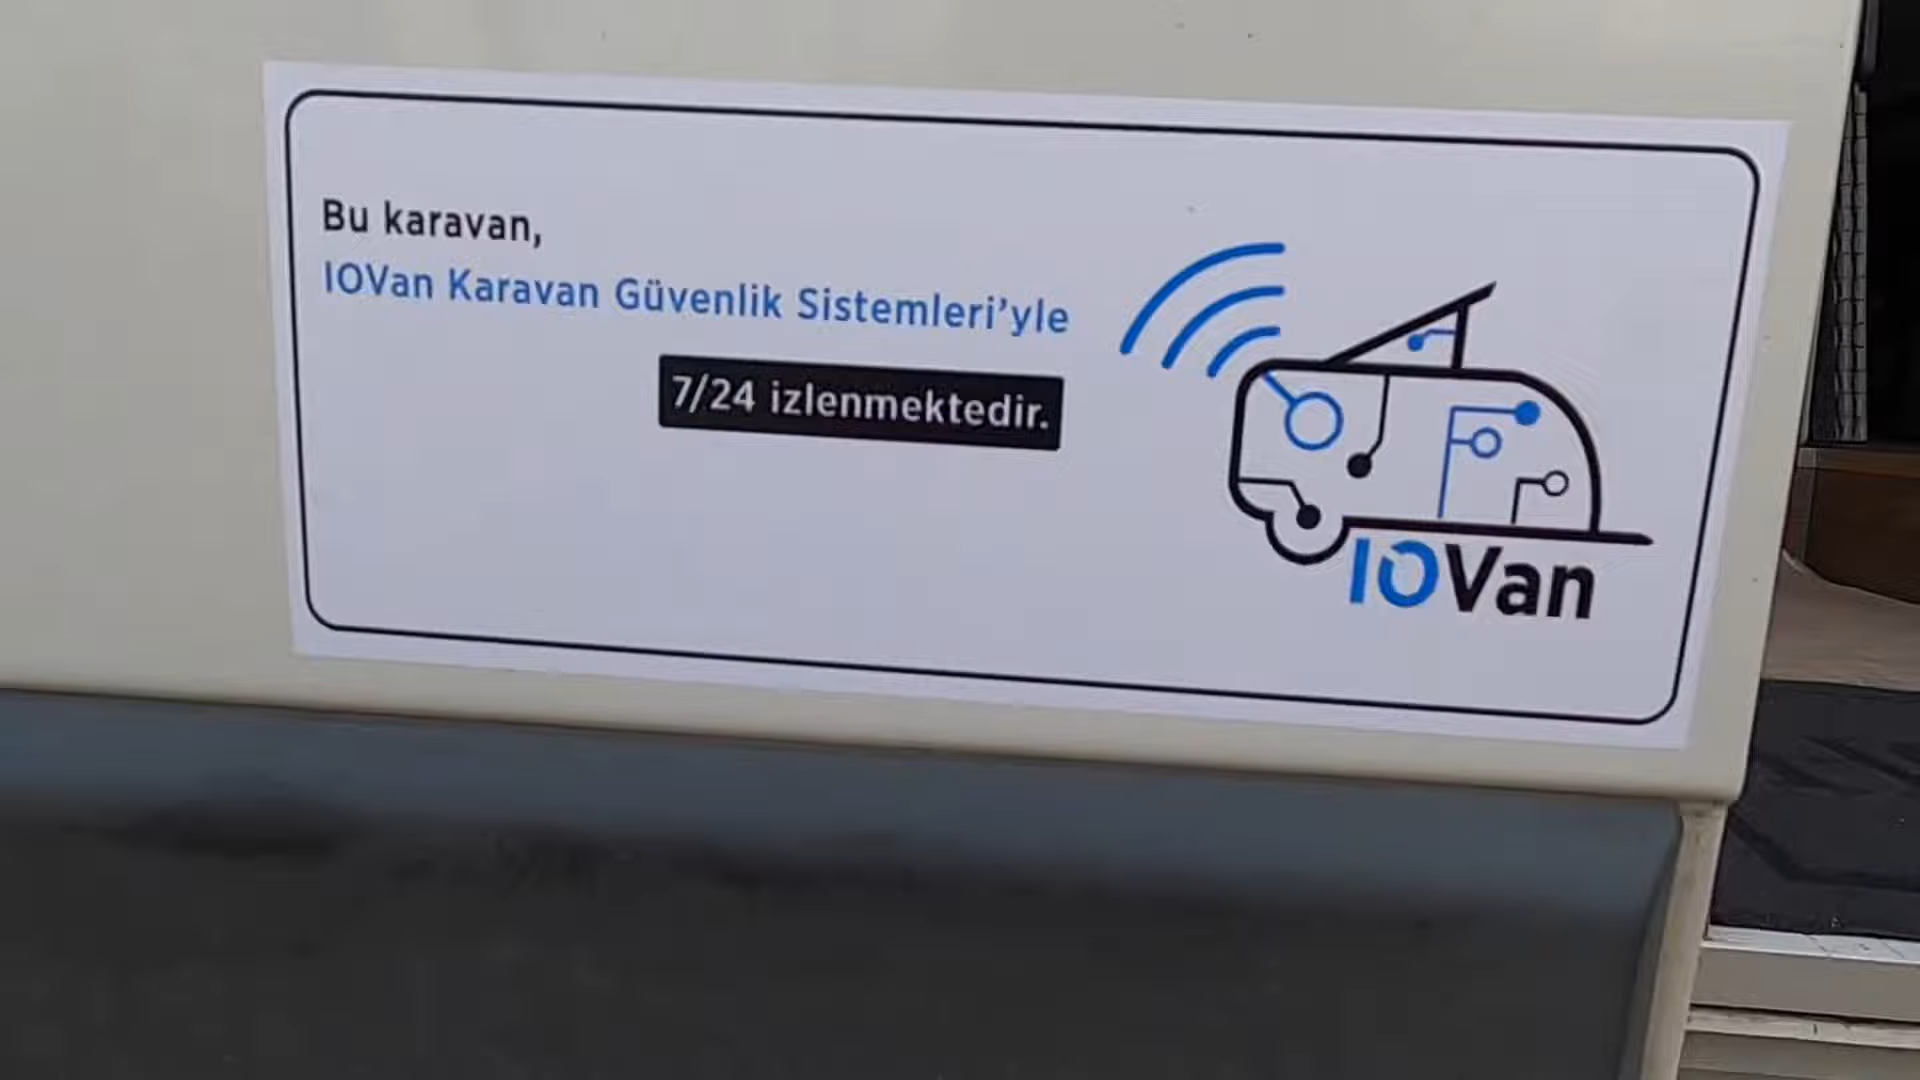 Bu karavan,
IOVan Karavan Güvenlik Sistemleri'yle
7/24 izlenmektedir.
IOVan